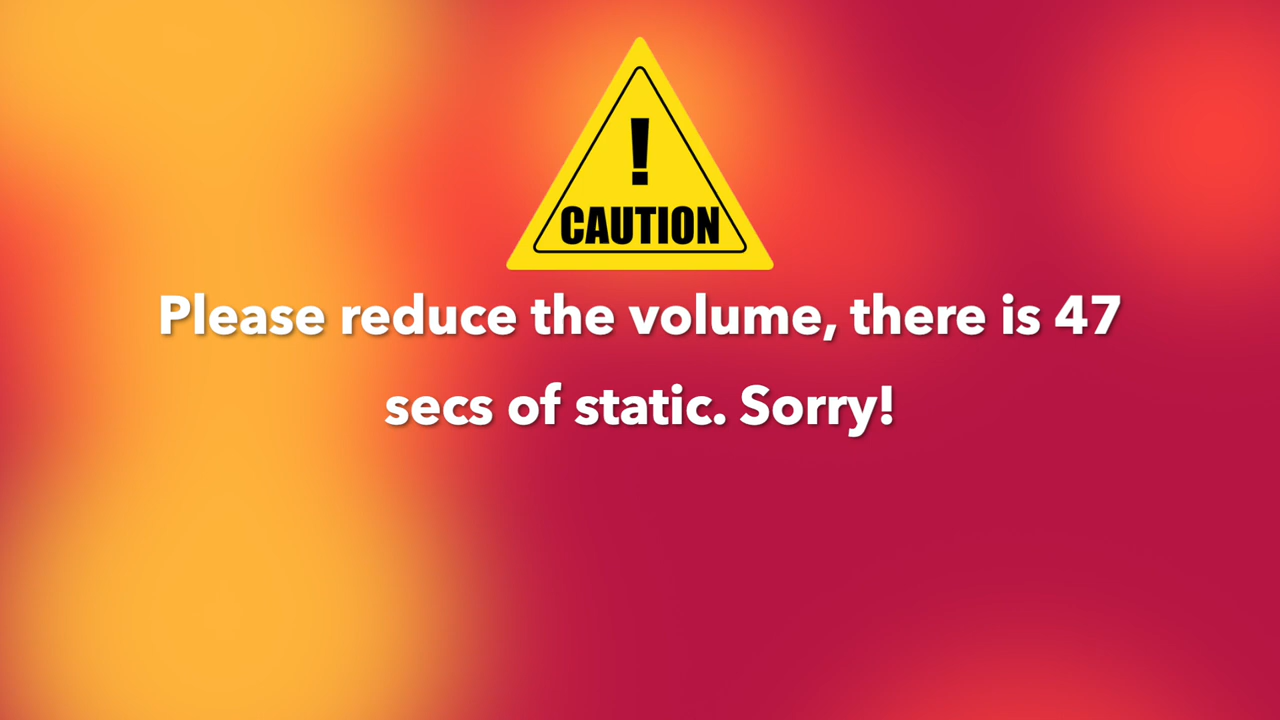 !
CAUTION
Please reduce the volume, there is 47
secs of static. Sorry!